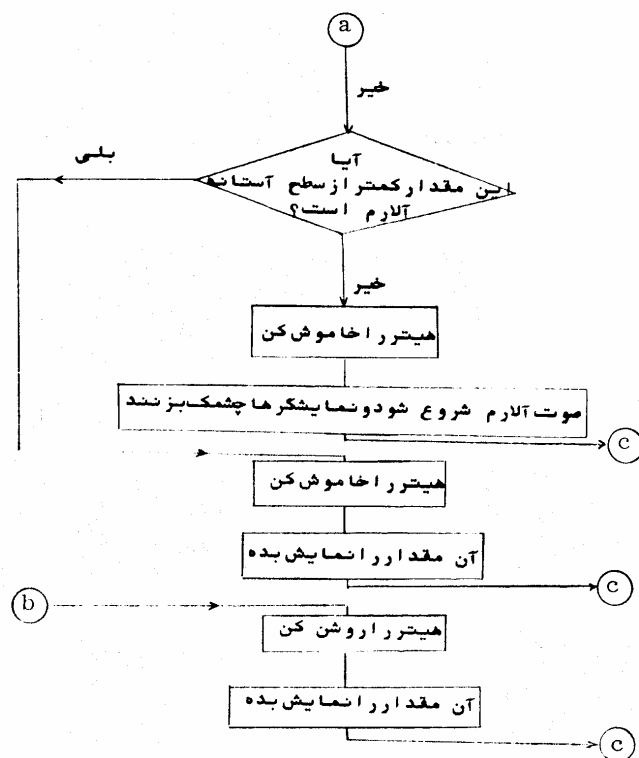 a
خیر
بلی
آیا
این مقدار کمتر از سطح آستانه
آلارم است؟
خیر
هیتر را خاموش کن
صوت آلارم شروع شود و نمایشگرها چشمک بزنند
c
هیتر را خاموش کن
آن مقدار را نمایش بده
c
b
هیتر را روشن کن
آن مقدار را نمایش بده
c